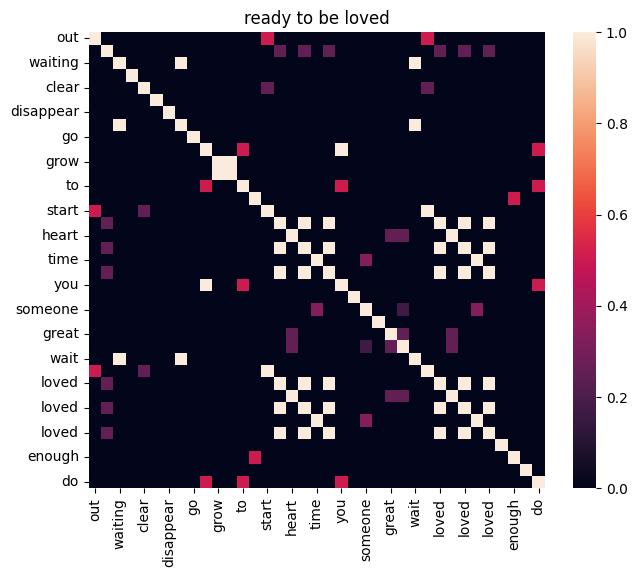 ready to be loved
out
waiting
clear
disappear
go
grow
to
start
heart
time
you
someone
great
wait
loved
loved
loved
enough
do
1.0
0.8
0.6
0.4
0.2
0.0
out
waiting
clear
disappear
go
grow
to
start
heart
time
you
someone
great
wait
loved
loved
loved
enough
do